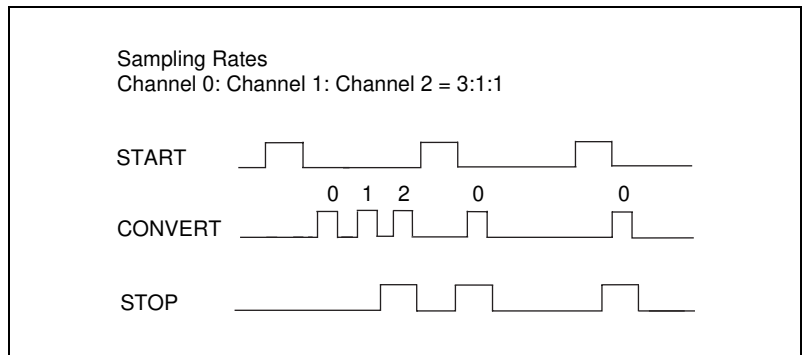 Sampling Rates
Channel 0: Channel 1: Channel 2 = 3:1:1
START
0 1 2 0 0
CONVERT
STOP